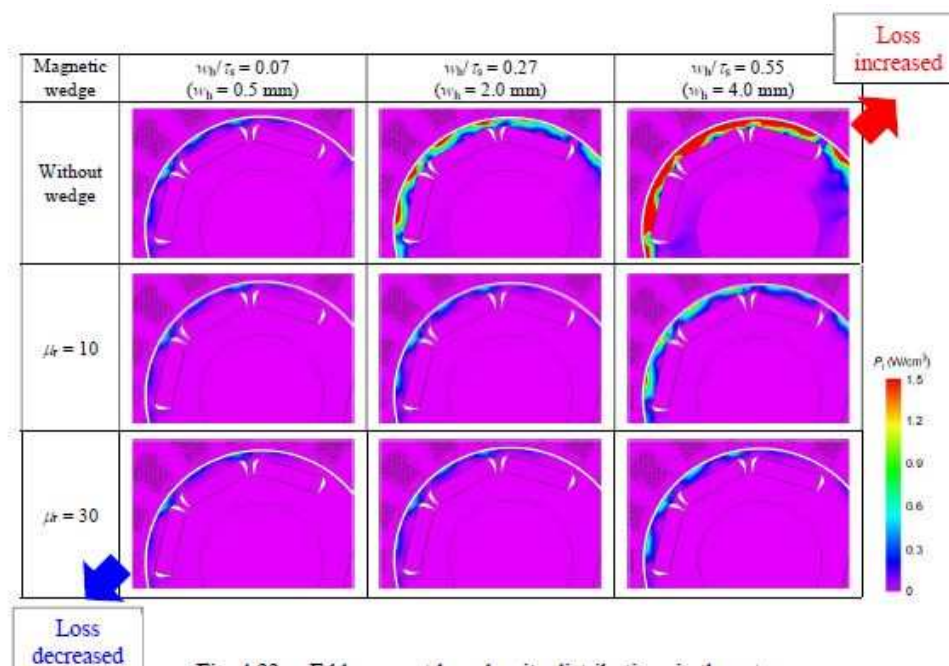 Loss
increased
Magnetic
wedge
wh/τs = 0.07
(wh = 0.5 mm)
wh/τs = 0.27
(wh = 2.0 mm)
wh/τs = 0.55
(wh = 4.0 mm)
Without
wedge
μr = 10
μr = 30
Pi (W/cm³)
1.5
1.2
0.9
0.6
0.3
0
Loss
decreased